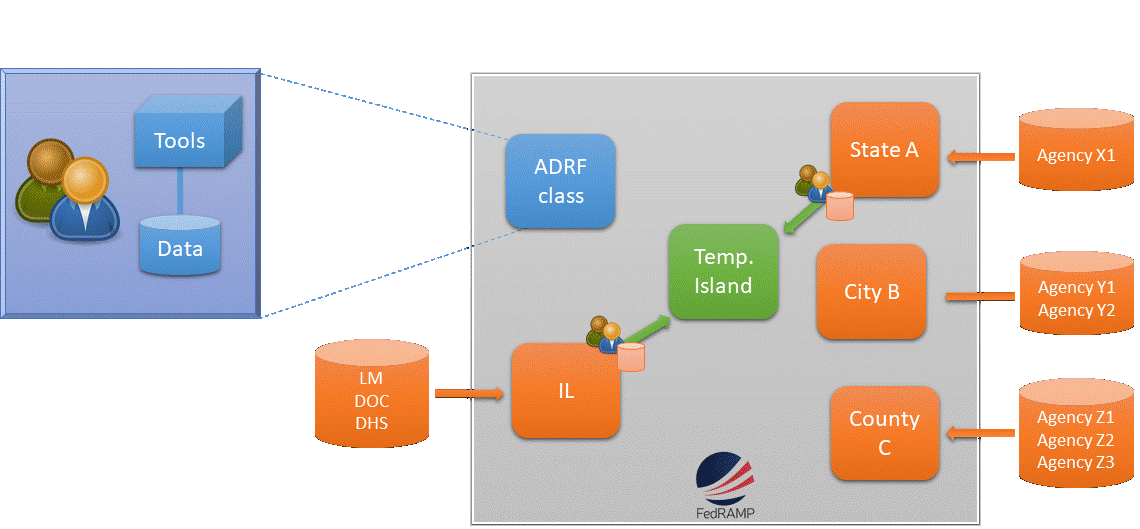 Tools
Data
ADRF
class
Temp.
Island
State A
City B
County
C
IL
LM
DOC
DHS
Agency X1
Agency Y1
Agency Y2
Agency Z1
Agency Z2
Agency Z3
FedRAMP